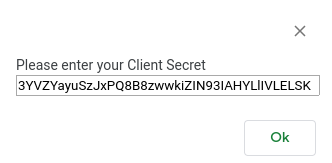 Please enter your Client Secret
3YVZYayuSzJxPQ8B8zwwkiZIN93IAHYLlIVLELSK
Ok